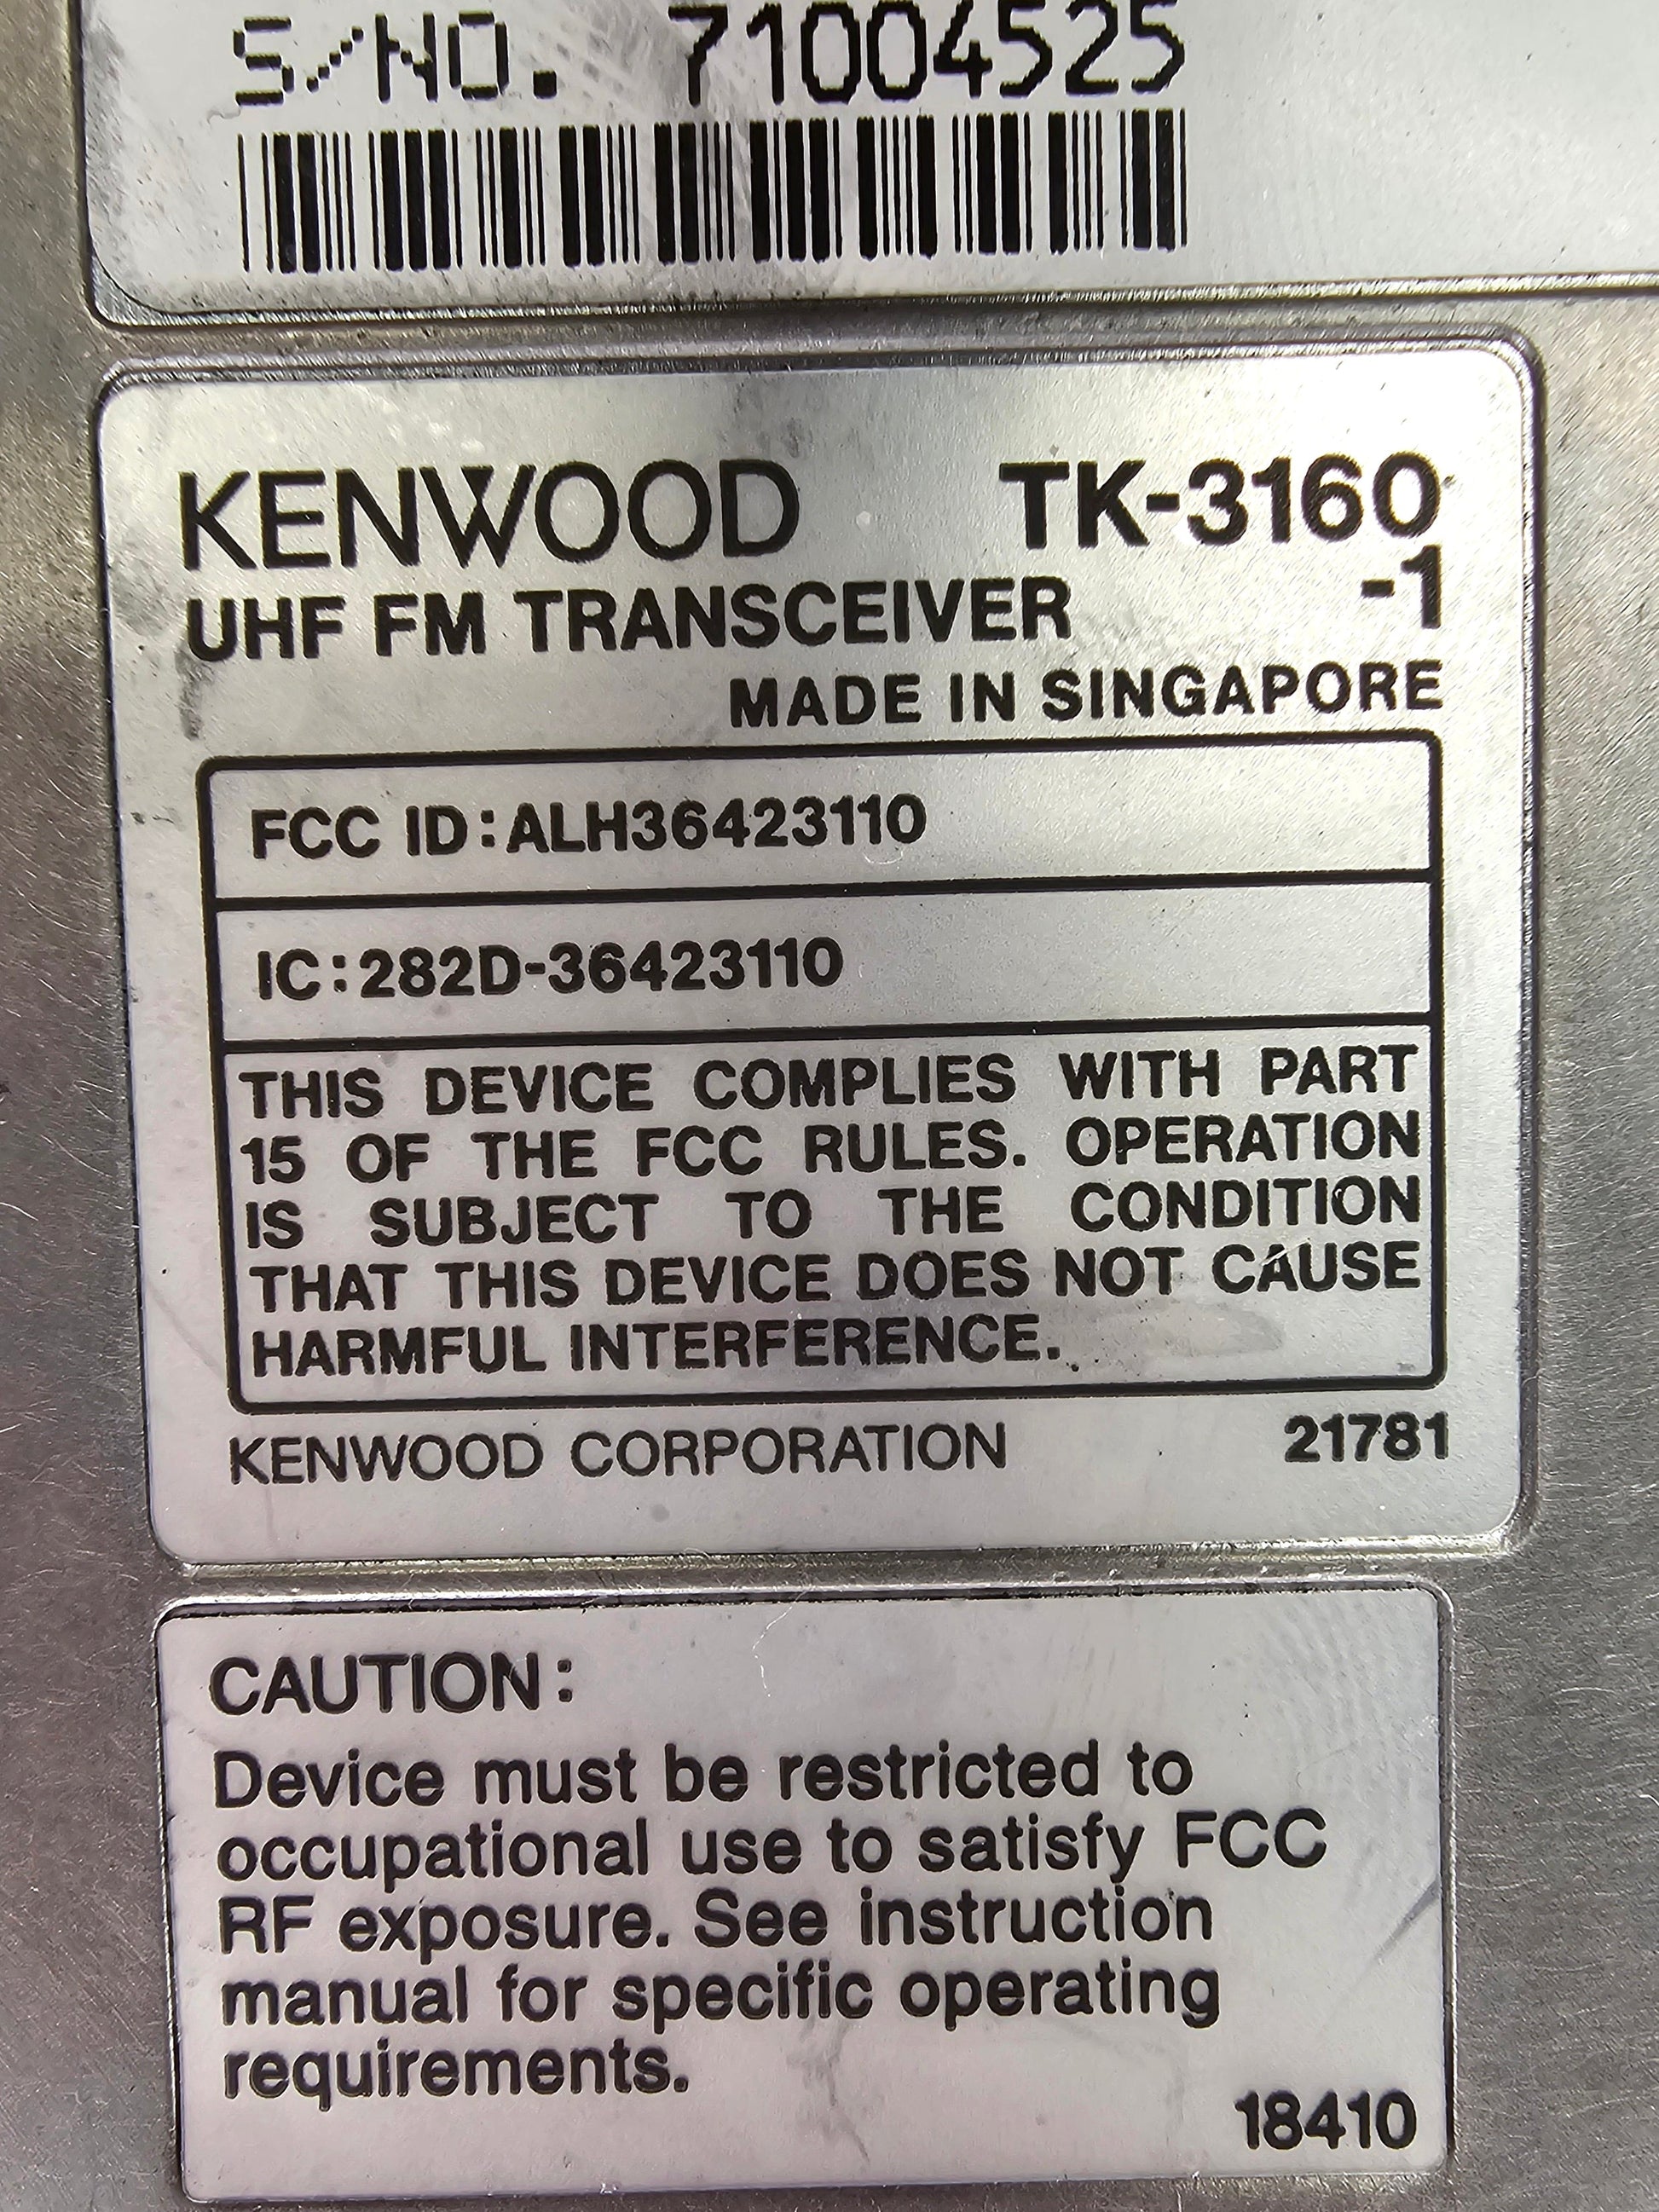 S/NO. 71004525
KENWOOD TK-3160
-1
UHF FM TRANSCEIVER
MADE IN SINGAPORE
FCC ID:ALH36423110
IC:282D-36423110
THIS DEVICE COMPLIES WITH PART
15 OF THE FCC RULES. OPERATION
IS SUBJECT TO THE CONDITION
THAT THIS DEVICE DOES NOT CAUSE
HARMFUL INTERFERENCE.
KENWOOD CORPORATION 21781
CAUTION:
Device must be restricted to
occupational use to satisfy FCC
RF exposure. See instruction
manual for specific operating
requirements.
18410